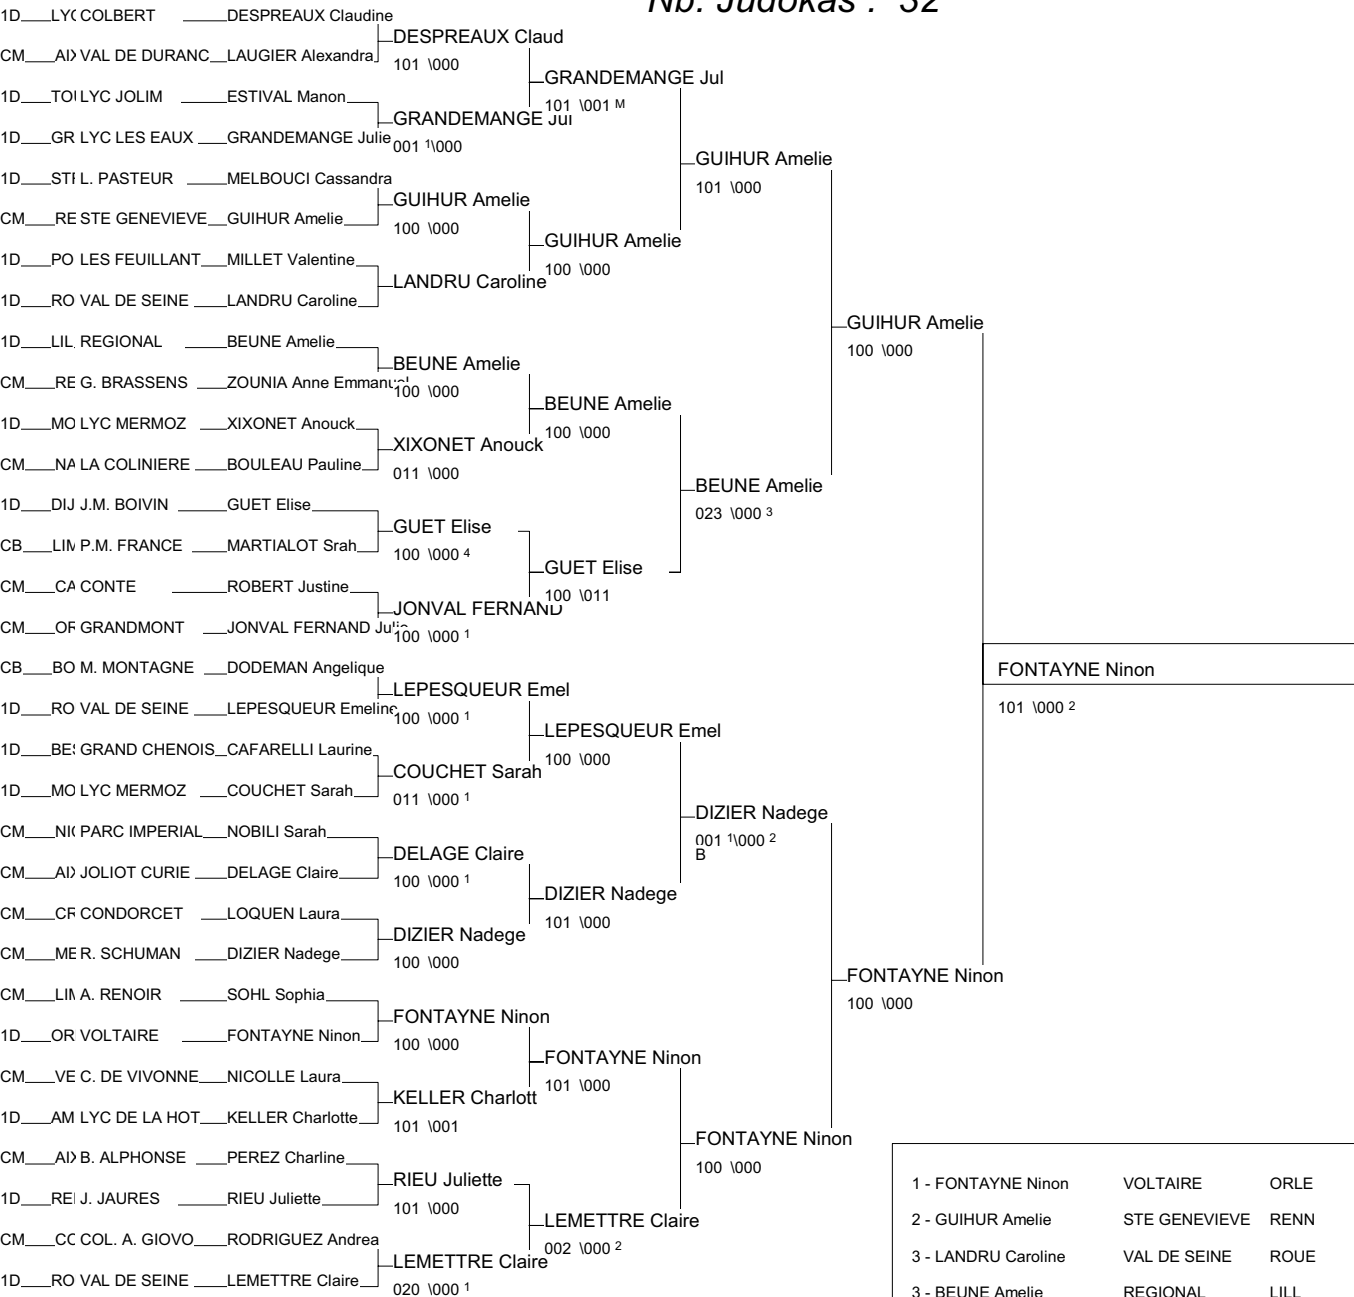 Nb. Judokas : 32
1D LYC COLBERT DESPREAUX Claudine
DESPREAUX Claud
CM AIX VAL DE DURANC LAUGIER Alexandra
101 \000
GRANDEMANGE Jul
1D TOU LYC JOLIM ESTIVAL Manon
101 \001 M
GRANDEMANGE Jul
1D GR LYC LES EAUX GRANDEMANGE Julie
001 1\000
GUIHUR Amelie
1D STR L. PASTEUR MELBOUCI Cassandra
101 \000
GUIHUR Amelie
CM RE STE GENEVIEVE GUIHUR Amelie
100 \000
GUIHUR Amelie
1D PO LES FEUILLANT MILLET Valentine
100 \000
LANDRU Caroline
1D RO VAL DE SEINE LANDRU Caroline
GUIHUR Amelie
1D LIL REGIONAL BEUNE Amelie
100 \000
BEUNE Amelie
CM RE G. BRASSENS ZOUNIA Anne Emmanuel
100 \000
BEUNE Amelie
1D MO LYC MERMOZ XIXONET Anouck
100 \000
XIXONET Anouck
CM NA LA COLINIERE BOULEAU Pauline
011 \000
BEUNE Amelie
1D DIJ J.M. BOIVIN GUET Elise
023 \000 3
GUET Elise
CB LIM P.M. FRANCE MARTIALOT Srah
100 \000 4
GUET Elise
CM CA CONTE ROBERT Justine
100 \011
JONVAL FERNAND
CM OR GRANDMONT JONVAL FERNAND Julie
100 \000 1
CB BO M. MONTAGNE DODEMAN Angelique
FONTAYNE Ninon
LEPESQUEUR Emel
1D RO VAL DE SEINE LEPESQUEUR Emeline
101 \000 2
100 \000 1
LEPESQUEUR Emel
1D BES GRAND CHENOIS CAFARELLI Laurine
100 \000
COUCHET Sarah
1D MO LYC MERMOZ COUCHET Sarah
011 \000 1
DIZIER Nadege
CM NIC PARC IMPERIAL NOBILI Sarah
001 1\000 2
B
DELAGE Claire
CM AIX JOLIOT CURIE DELAGE Claire
100 \000 1
DIZIER Nadege
CM CR CONDORCET LOQUEN Laura
101 \000
DIZIER Nadege
CM ME R. SCHUMAN DIZIER Nadege
100 \000
FONTAYNE Ninon
CM LIM A. RENOIR SOHL Sophia
100 \000
FONTAYNE Ninon
1D OR VOLTAIRE FONTAYNE Ninon
100 \000
FONTAYNE Ninon
CM VE C. DE VIVONNE NICOLLE Laura
101 \000
KELLER Charlott
1D AM LYC DE LA HOT KELLER Charlotte
101 \001
FONTAYNE Ninon
CM AIX B. ALPHONSE PEREZ Charline
100 \000
RIEU Juliette
1D REI J. JAURES RIEU Juliette
101 \000
LEMETTRE Claire
CM CO COL. A. GIOVO RODRIGUEZ Andrea
002 \000 2
LEMETTRE Claire
1D RO VAL DE SEINE LEMETTRE Claire
020 \000 1
1 - FONTAYNE Ninon VOLTAIRE ORLE
2 - GUIHUR Amelie STE GENEVIEVE RENN
3 - LANDRU Caroline VAL DE SEINE ROUE
3 - BEUNE Amelie REGIONAL LILL